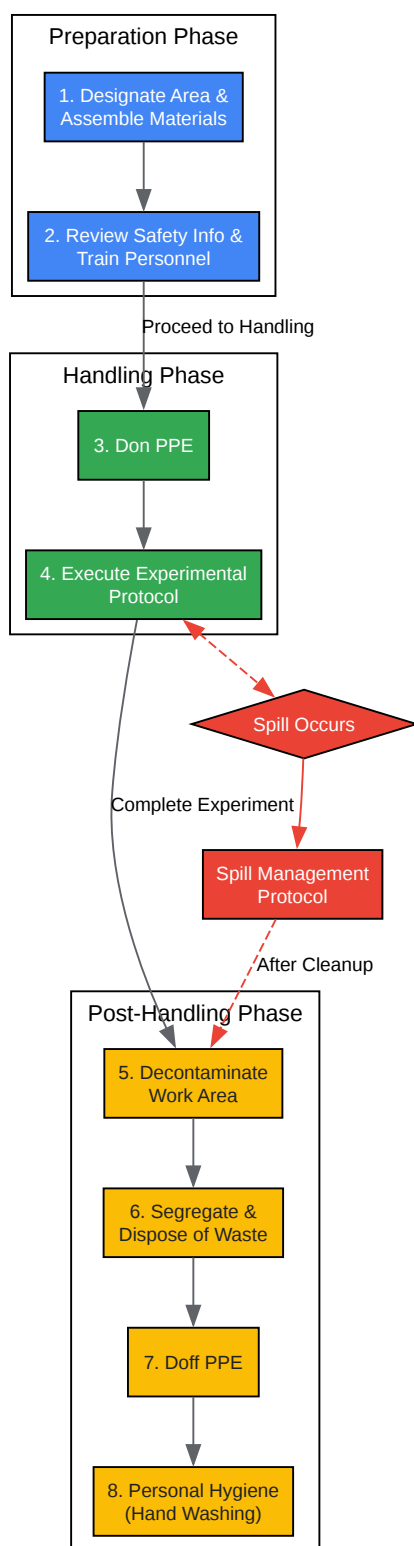 Preparation Phase
1. Designate Area &
Assemble Materials
2. Review Safety Info &
Train Personnel
Proceed to Handling
Handling Phase
3. Don PPE
4. Execute Experimental
Protocol
Spill Occurs
Complete Experiment
Spill Management
Protocol
After Cleanup
Post-Handling Phase
5. Decontaminate
Work Area
6. Segregate &
Dispose of Waste
7. Doff PPE
8. Personal Hygiene
(Hand Washing)